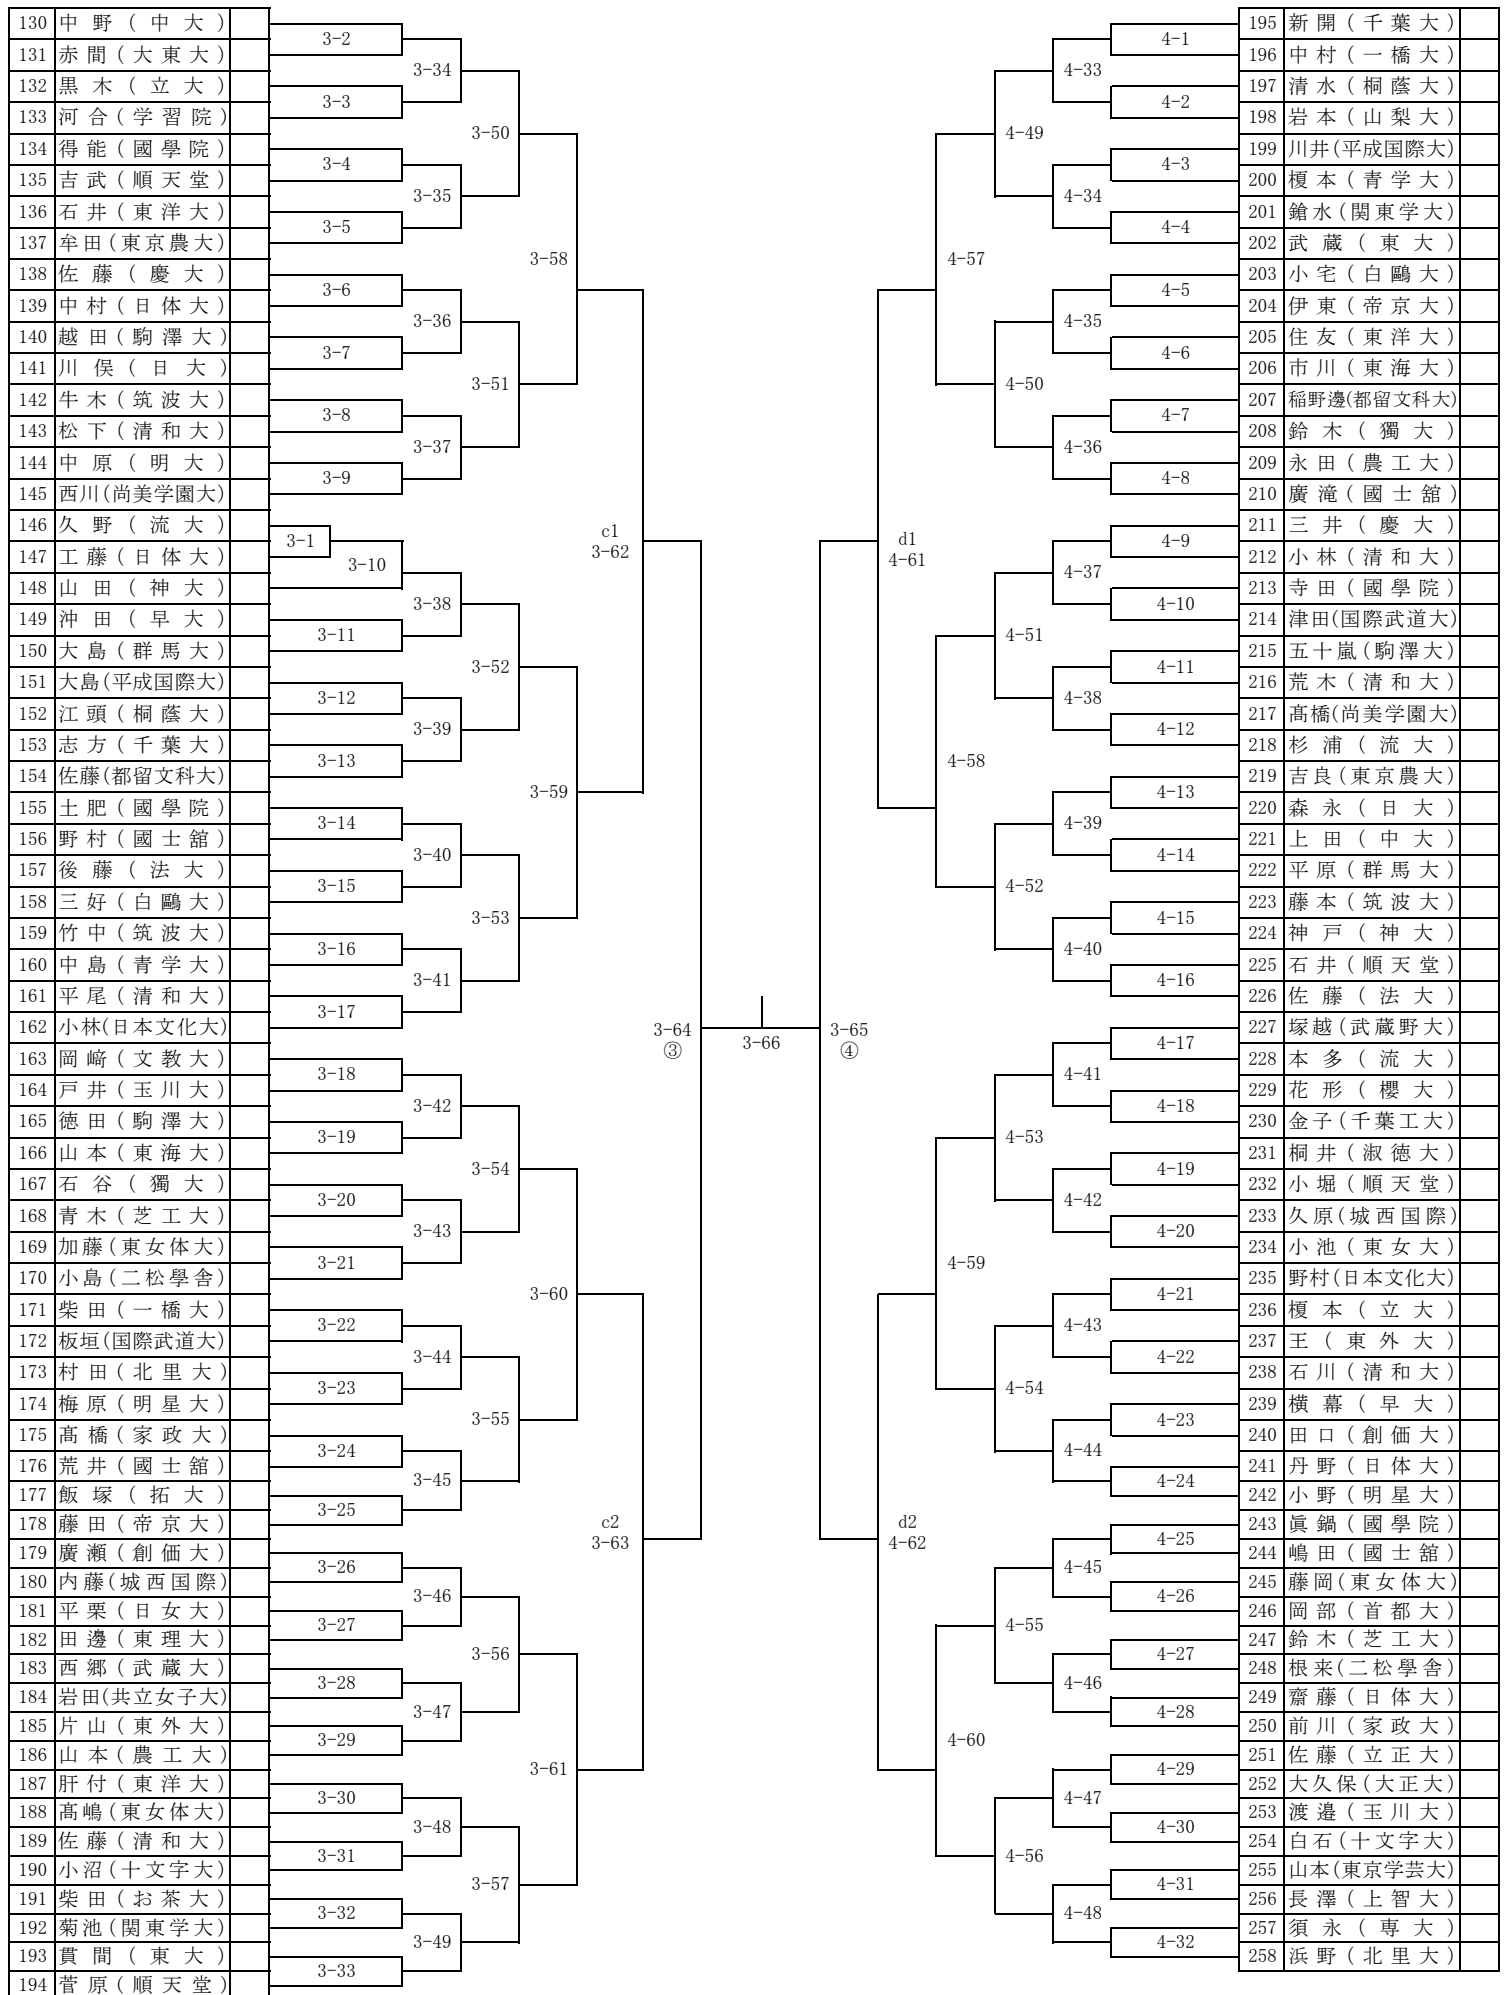 130 中野(中大)
131 赤間(大東大)
132 黒木(立大)
133 河合(学習院)
134 得能(國學院)
135 吉武(順天堂)
136 石井(東洋大)
137 牟田(東京農大)
138 佐藤(慶大)
139 中村(日体大)
140 越田(駒澤大)
141 川俣(日大)
142 牛木(筑波大)
143 松下(清和大)
144 中原(明大)
145 西川(尚美学園大)
146 久野(流大)
147 工藤(日体大)
148 山田(神大)
149 沖田(早大)
150 大島(群馬大)
151 大島(平成国際大)
152 江頭(桐蔭大)
153 志方(千葉大)
154 佐藤(都留文科大)
155 土肥(國學院)
156 野村(國士舘)
157 後藤(法大)
158 三好(白鷗大)
159 竹中(筑波大)
160 中島(青学大)
161 平尾(清和大)
162 小林(日本文化大)
163 岡﨑(文教大)
164 戸井(玉川大)
165 徳田(駒澤大)
166 山本(東海大)
167 石谷(獨大)
168 青木(芝工大)
169 加藤(東女体大)
170 小島(二松學舎)
171 柴田(一橋大)
172 板垣(国際武道大)
173 村田(北里大)
174 梅原(明星大)
175 髙橋(家政大)
176 荒井(國士舘)
177 飯塚(拓大)
178 藤田(帝京大)
179 廣瀬(創価大)
180 内藤(城西国際)
181 平栗(日女大)
182 田邊(東理大)
183 西郷(武蔵大)
184 岩田(共立女子大)
185 片山(東外大)
186 山本(農工大)
187 肝付(東洋大)
188 髙嶋(東女体大)
189 佐藤(清和大)
190 小沼(十文字大)
191 柴田(お茶大)
192 菊池(関東学大)
193 貫間(東大)
194 菅原(順天堂)
3-1
3-2
3-3
3-4
3-5
3-6
3-7
3-8
3-9
3-10
3-11
3-12
3-13
3-14
3-15
3-16
3-17
3-18
3-19
3-20
3-21
3-22
3-23
3-24
3-25
3-26
3-27
3-28
3-29
3-30
3-31
3-32
3-33
3-34
3-35
3-36
3-37
3-38
3-39
3-40
3-41
3-42
3-43
3-44
3-45
3-46
3-47
3-48
3-49
3-50
3-51
3-52
3-53
3-54
3-55
3-56
3-57
3-58
3-59
3-60
3-61
c1
3-62
c2
3-63
3-64
③
3-66
3-65
④
d1
4-61
d2
4-62
4-57
4-58
4-59
4-60
4-49
4-50
4-51
4-52
4-53
4-54
4-55
4-56
4-33
4-34
4-35
4-36
4-37
4-38
4-39
4-40
4-41
4-42
4-43
4-44
4-45
4-46
4-47
4-48
4-1
4-2
4-3
4-4
4-5
4-6
4-7
4-8
4-9
4-10
4-11
4-12
4-13
4-14
4-15
4-16
4-17
4-18
4-19
4-20
4-21
4-22
4-23
4-24
4-25
4-26
4-27
4-28
4-29
4-30
4-31
4-32
195 新開(千葉大)
196 中村(一橋大)
197 清水(桐蔭大)
198 岩本(山梨大)
199 川井(平成国際大)
200 榎本(青学大)
201 鎗水(関東学大)
202 武蔵(東大)
203 小宅(白鷗大)
204 伊東(帝京大)
205 住友(東洋大)
206 市川(東海大)
207 稲野邊(都留文科大)
208 鈴木(獨大)
209 永田(農工大)
210 廣滝(國士舘)
211 三井(慶大)
212 小林(清和大)
213 寺田(國學院)
214 津田(国際武道大)
215 五十嵐(駒澤大)
216 荒木(清和大)
217 髙橋(尚美学園大)
218 杉浦(流大)
219 吉良(東京農大)
220 森永(日大)
221 上田(中大)
222 平原(群馬大)
223 藤本(筑波大)
224 神戸(神大)
225 石井(順天堂)
226 佐藤(法大)
227 塚越(武蔵野大)
228 本多(流大)
229 花形(櫻大)
230 金子(千葉工大)
231 桐井(淑徳大)
232 小堀(順天堂)
233 久原(城西国際)
234 小池(東女大)
235 野村(日本文化大)
236 榎本(立大)
237 王(東外大)
238 石川(清和大)
239 横幕(早大)
240 田口(創価大)
241 丹野(日体大)
242 小野(明星大)
243 眞鍋(國學院)
244 嶋田(國士舘)
245 藤岡(東女体大)
246 岡部(首都大)
247 鈴木(芝工大)
248 根来(二松學舎)
249 齋藤(日体大)
250 前川(家政大)
251 佐藤(立正大)
252 大久保(大正大)
253 渡邉(玉川大)
254 白石(十文字大)
255 山本(東京学芸大)
256 長澤(上智大)
257 須永(専大)
258 浜野(北里大)